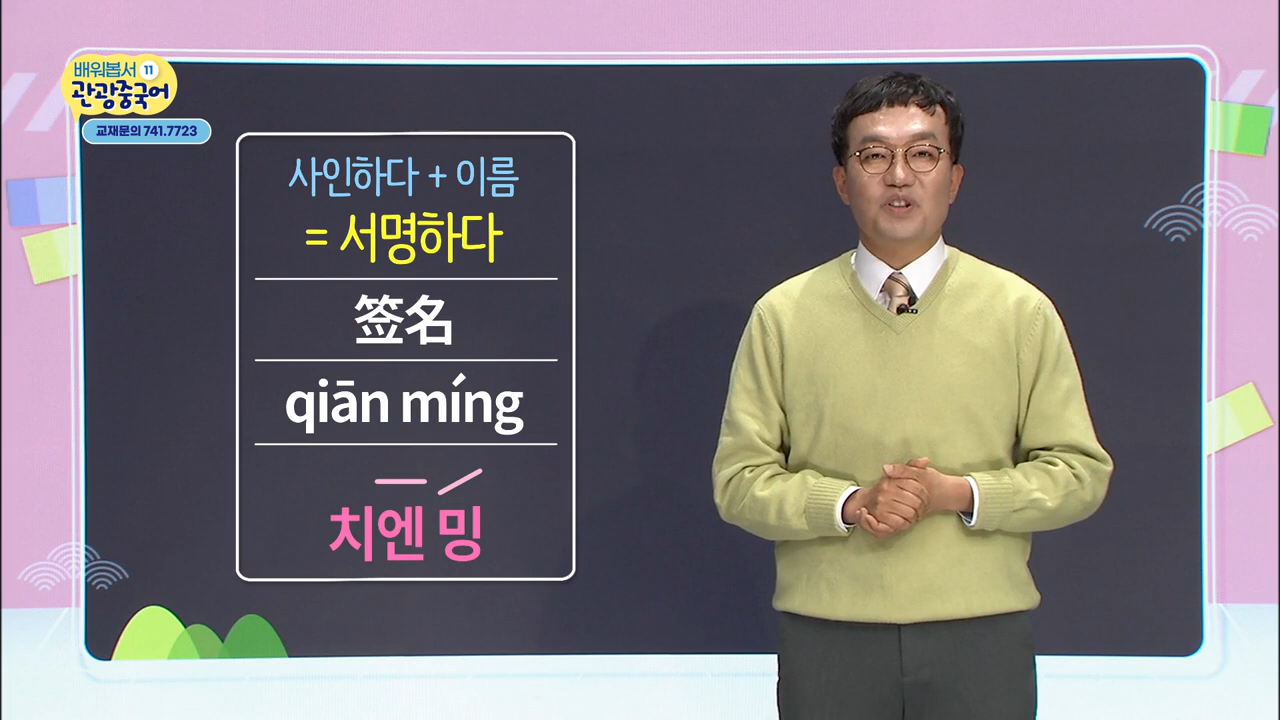 배워봅서 11
관광중국어
교재문의 741.7723
사인하다 + 이름
= 서명하다
签名
qiān míng
치엔 밍